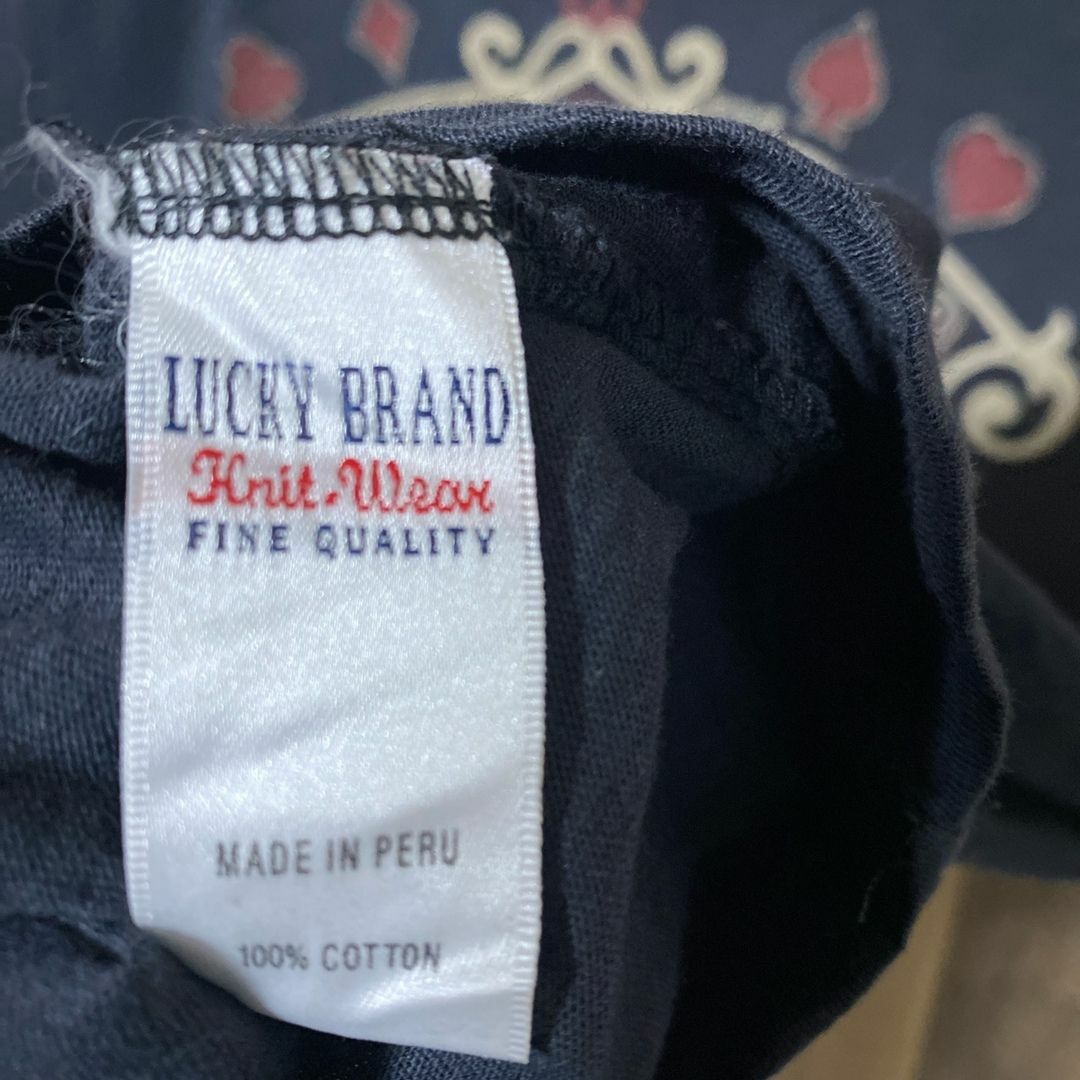 LUCKY BRAND
Knit-Wear
FINE QUALITY
MADE IN PERU
100% COTTON